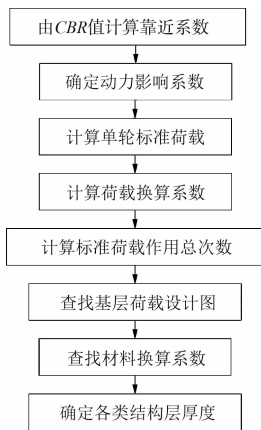 由CBR值计算靠近系数
确定动力影响系数
计算单轮标准荷载
计算荷载换算系数
计算标准荷载作用总次数
查找基层荷载设计图
查找材料换算系数
确定各类结构层厚度